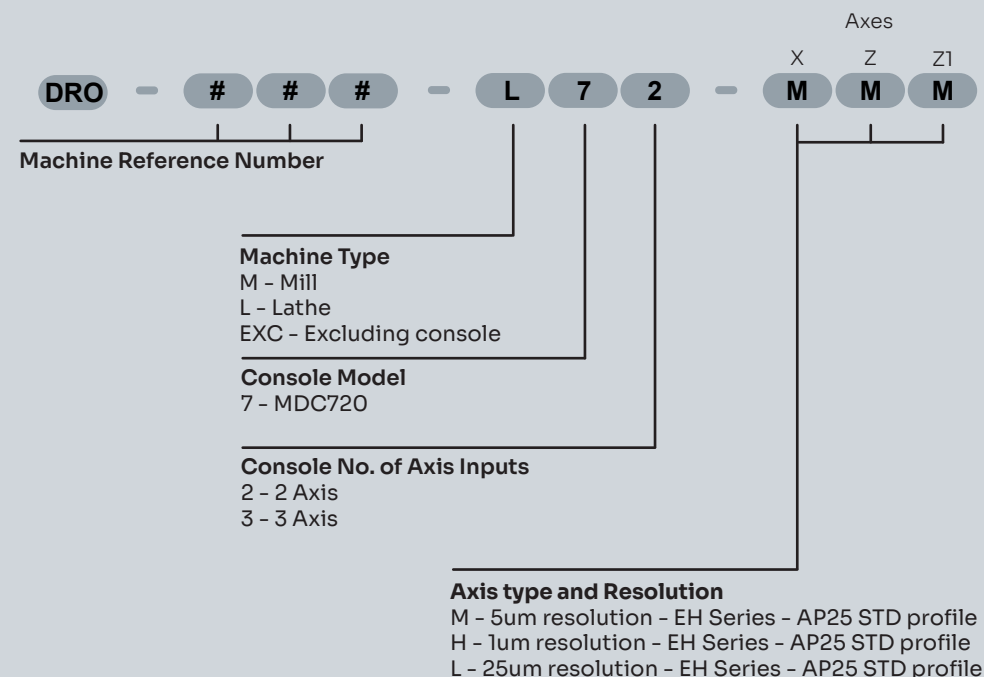 Axes
X Z Z1
DRO - # # # - L 7 2 - M M M
Machine Reference Number
Machine Type
M - Mill
L - Lathe
EXC - Excluding console
Console Model
7 - MDC720
Console No. of Axis Inputs
2 - 2 Axis
3 - 3 Axis
Axis type and Resolution
M - 5um resolution - EH Series - AP25 STD profile
H - 1um resolution - EH Series - AP25 STD profile
L - 25um resolution - EH Series - AP25 STD profile